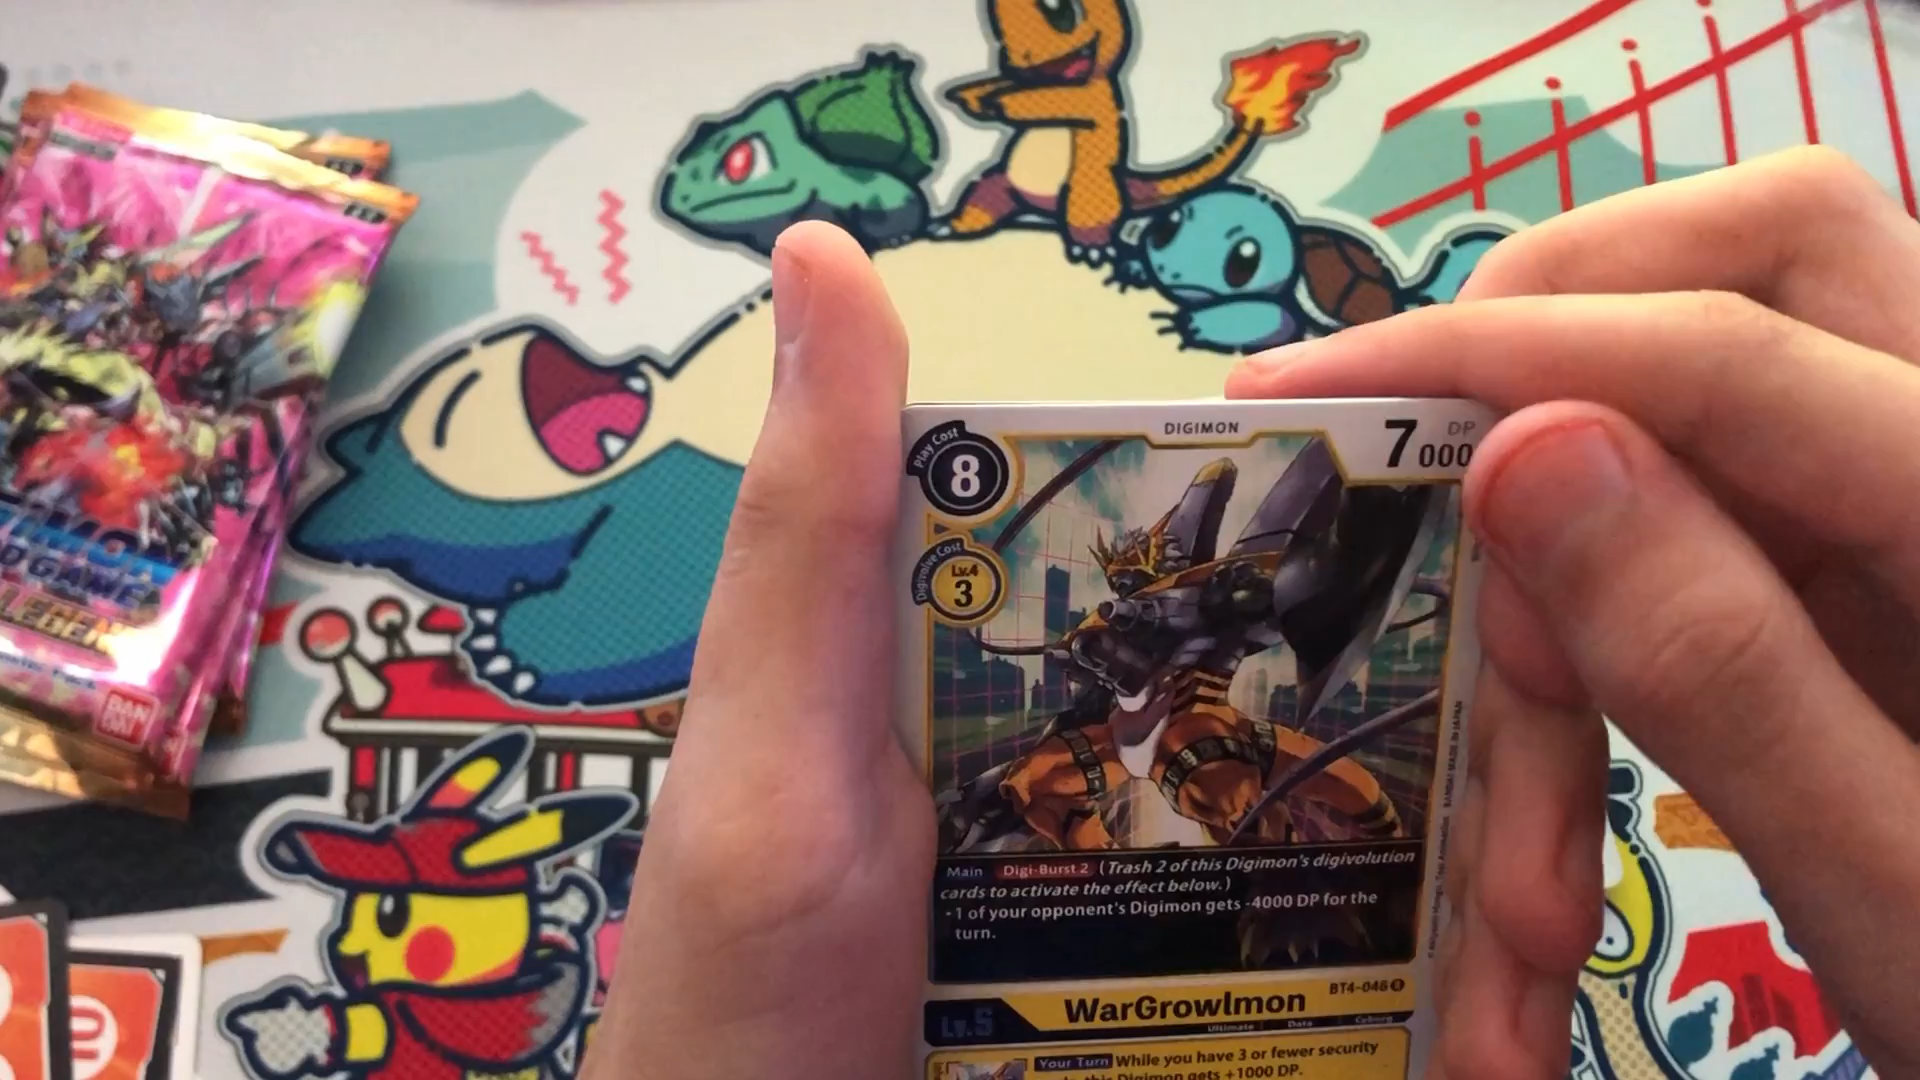 DIGIMON
Play Cost
8
7000
DP
Digivolve Cost
Lv.4
3
Main Digi-Burst 2 (Trash 2 of this Digimon's digivolution
cards to activate the effect below.)
・1 of your opponent's Digimon gets -4000 DP for the
turn.
BT4-046 R
Lv.5
WarGrowlmon
Ultimate Data Cyborg
Your Turn While you have 3 or fewer security
this Digimon gets +1000 DP.
BAN
DAI